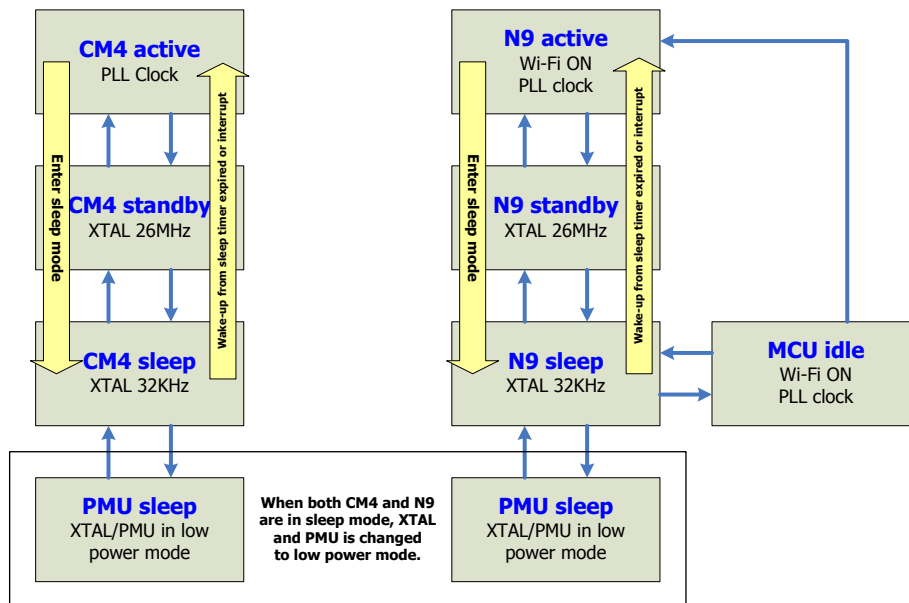 CM4 active
PLL Clock
Enter sleep mode
Wake-up from sleep timer expired or interrupt
CM4 standby
XTAL 26MHz
CM4 sleep
XTAL 32KHz
PMU sleep
XTAL/PMU in low
power mode
When both CM4 and N9
are in sleep mode, XTAL
and PMU is changed
to low power mode.
N9 active
Wi-Fi ON
PLL clock
Enter sleep mode
Wake-up from sleep timer expired or interrupt
N9 standby
XTAL 26MHz
N9 sleep
XTAL 32KHz
MCU idle
Wi-Fi ON
PLL clock
PMU sleep
XTAL/PMU in low
power mode